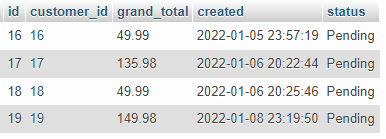 id customer_id grand_total created status
16 16 49.99 2022-01-05 23:57:19 Pending
17 17 135.98 2022-01-06 20:22:44 Pending
18 18 49.99 2022-01-06 20:25:46 Pending
19 19 149.98 2022-01-08 23:19:50 Pending